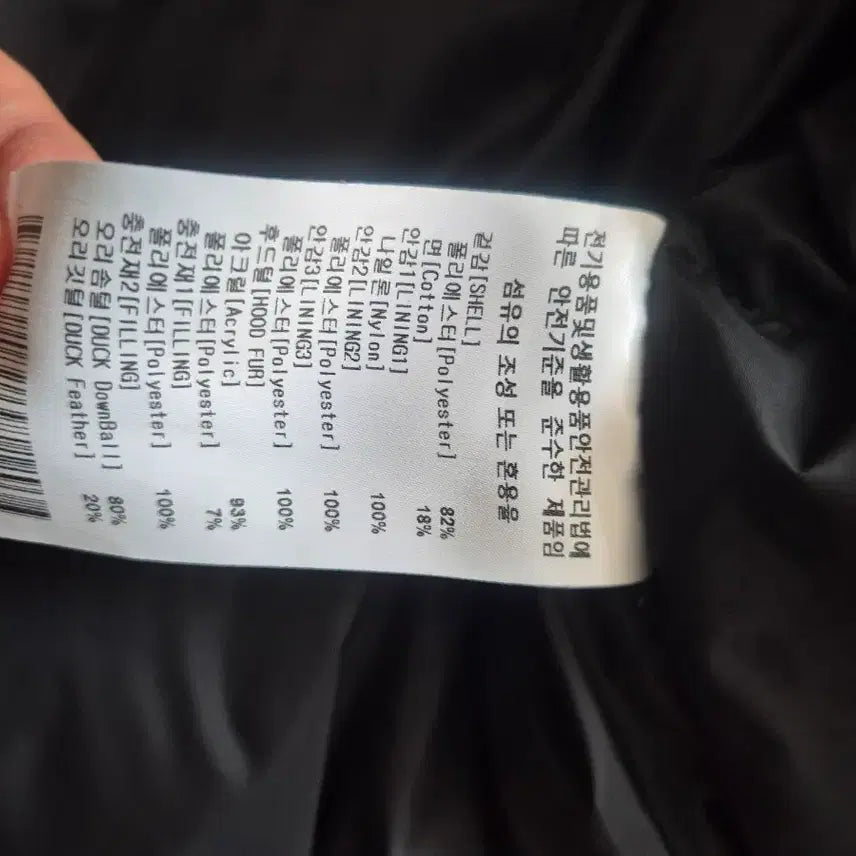 전기용품및생활용품안전관리법에
따른 안전기준을 준수한 제품임
섬유의 조성 또는 혼용율
겉감[SHELL]
폴리에스터[Polyester] 82%
면[Cotton] 18%
안감1[LINING1]
나일론[Nylon] 100%
안감2[LINING2]
폴리에스터[Polyester] 100%
안감3[LINING3]
폴리에스터[Polyester] 100%
후드털[HOOD FUR]
아크릴[Acrylic] 93%
폴리에스터[Polyester] 7%
충전재1[FILLING]
폴리에스터[Polyester] 100%
충전재2[FILLING]
오리솜털[DUCK DownBall] 80%
오리깃털[DUCK Feather] 20%